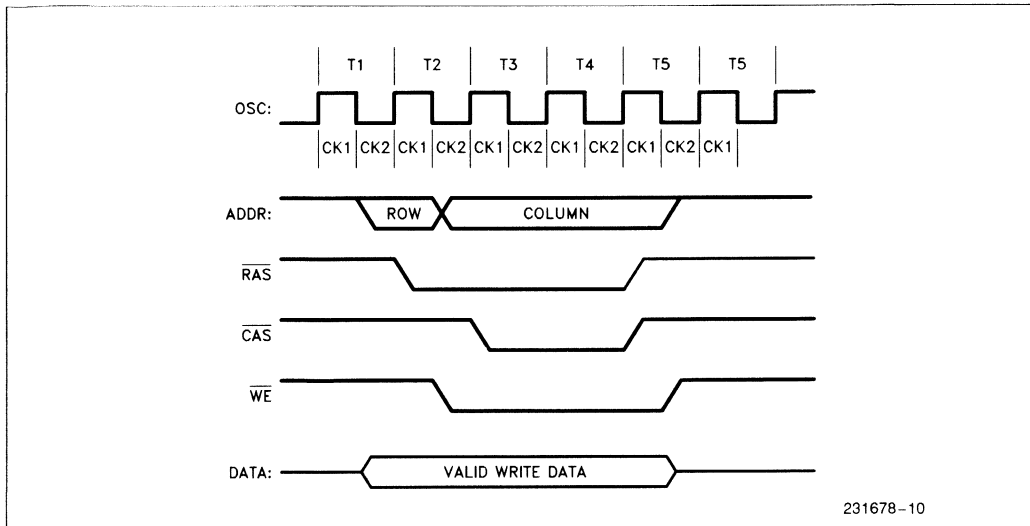 T1 T2 T3 T4 T5 T5
OSC:
CK1 CK2 CK1 CK2 CK1 CK2 CK1 CK2 CK1 CK2 CK1
ADDR: ROW COLUMN
RAS
CAS
WE
DATA: VALID WRITE DATA
231678-10